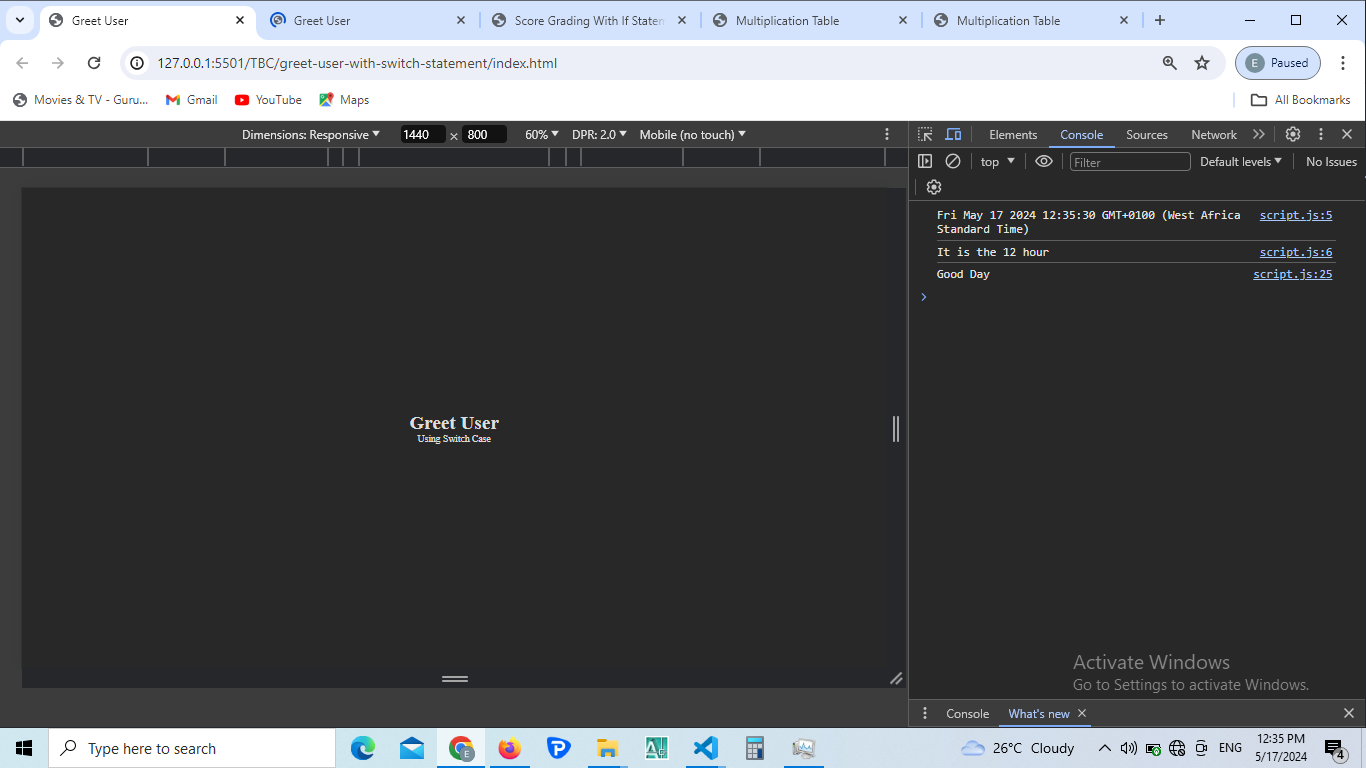 Greet User
Greet User
Score Grading With If Statem
Multiplication Table
Multiplication Table
127.0.0.1:5501/TBC/greet-user-with-switch-statement/index.html
E
Paused
Movies & TV - Guru...
Gmail
YouTube
Maps
All Bookmarks
Dimensions: Responsive
1440
×
800
60%
DPR: 2.0
Mobile (no touch)
Elements
Console
Sources
Network
top
Filter
Default levels
No Issues
Fri May 17 2024 12:35:30 GMT+0100 (West Africa
Standard Time)
script.js:5
It is the 12 hour
script.js:6
Good Day
script.js:25
Greet User
Using Switch Case
Activate Windows
Go to Settings to activate Windows.
Console
What's new
Type here to search
E
26°C Cloudy
ENG
12:35 PM
5/17/2024
4